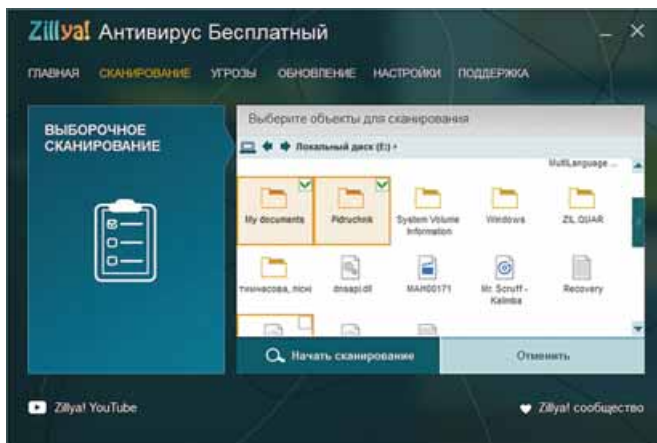 Zillya! Антивирус Бесплатный
ГЛАВНАЯ СКАНИРОВАНИЕ УГРОЗЫ ОБНОВЛЕНИЕ НАСТРОЙКИ ПОДДЕРЖКА
ВЫБОРОЧНОЕ
СКАНИРОВАНИЕ
Выберите объекты для сканирования
Локальный диск (E:)
MultiLanguage ...
My documents Pidruchnik System Volume Information Windows ZIL.QUAR
тимчасова, пісні dnsapi.dll MAH00171 Mr. Scruff - Kalimba Recovery
Начать сканирование Отменить
Zillya! YouTube Zillya! сообщество